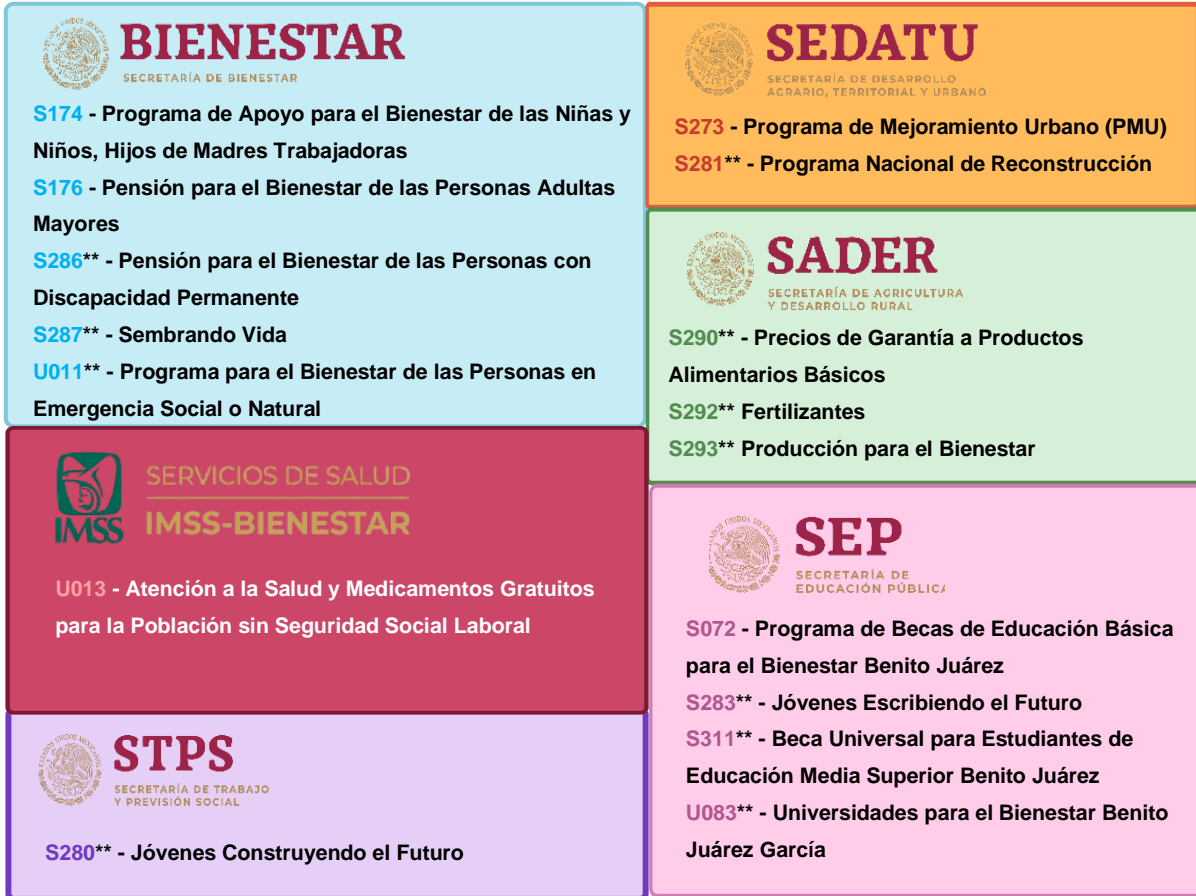 BIENESTAR
SECRETARÍA DE BIENESTAR
S174 - Programa de Apoyo para el Bienestar de las Niñas y
Niños, Hijos de Madres Trabajadoras
S176 - Pensión para el Bienestar de las Personas Adultas
Mayores
S286** - Pensión para el Bienestar de las Personas con
Discapacidad Permanente
S287** - Sembrando Vida
U011** - Programa para el Bienestar de las Personas en
Emergencia Social o Natural
IMSS
SERVICIOS DE SALUD
IMSS-BIENESTAR
U013 - Atención a la Salud y Medicamentos Gratuitos
para la Población sin Seguridad Social Laboral
STPS
SECRETARÍA DE TRABAJO
Y PREVISIÓN SOCIAL
S280** - Jóvenes Construyendo el Futuro
SEDATU
SECRETARÍA DE DESARROLLO
AGRARIO, TERRITORIAL Y URBANO
S273 - Programa de Mejoramiento Urbano (PMU)
S281** - Programa Nacional de Reconstrucción
SADER
SECRETARÍA DE AGRICULTURA
Y DESARROLLO RURAL
S290** - Precios de Garantía a Productos
Alimentarios Básicos
S292** Fertilizantes
S293** Producción para el Bienestar
SEP
SECRETARÍA DE
EDUCACIÓN PÚBLICA
S072 - Programa de Becas de Educación Básica
para el Bienestar Benito Juárez
S283** - Jóvenes Escribiendo el Futuro
S311** - Beca Universal para Estudiantes de
Educación Media Superior Benito Juárez
U083** - Universidades para el Bienestar Benito
Juárez García